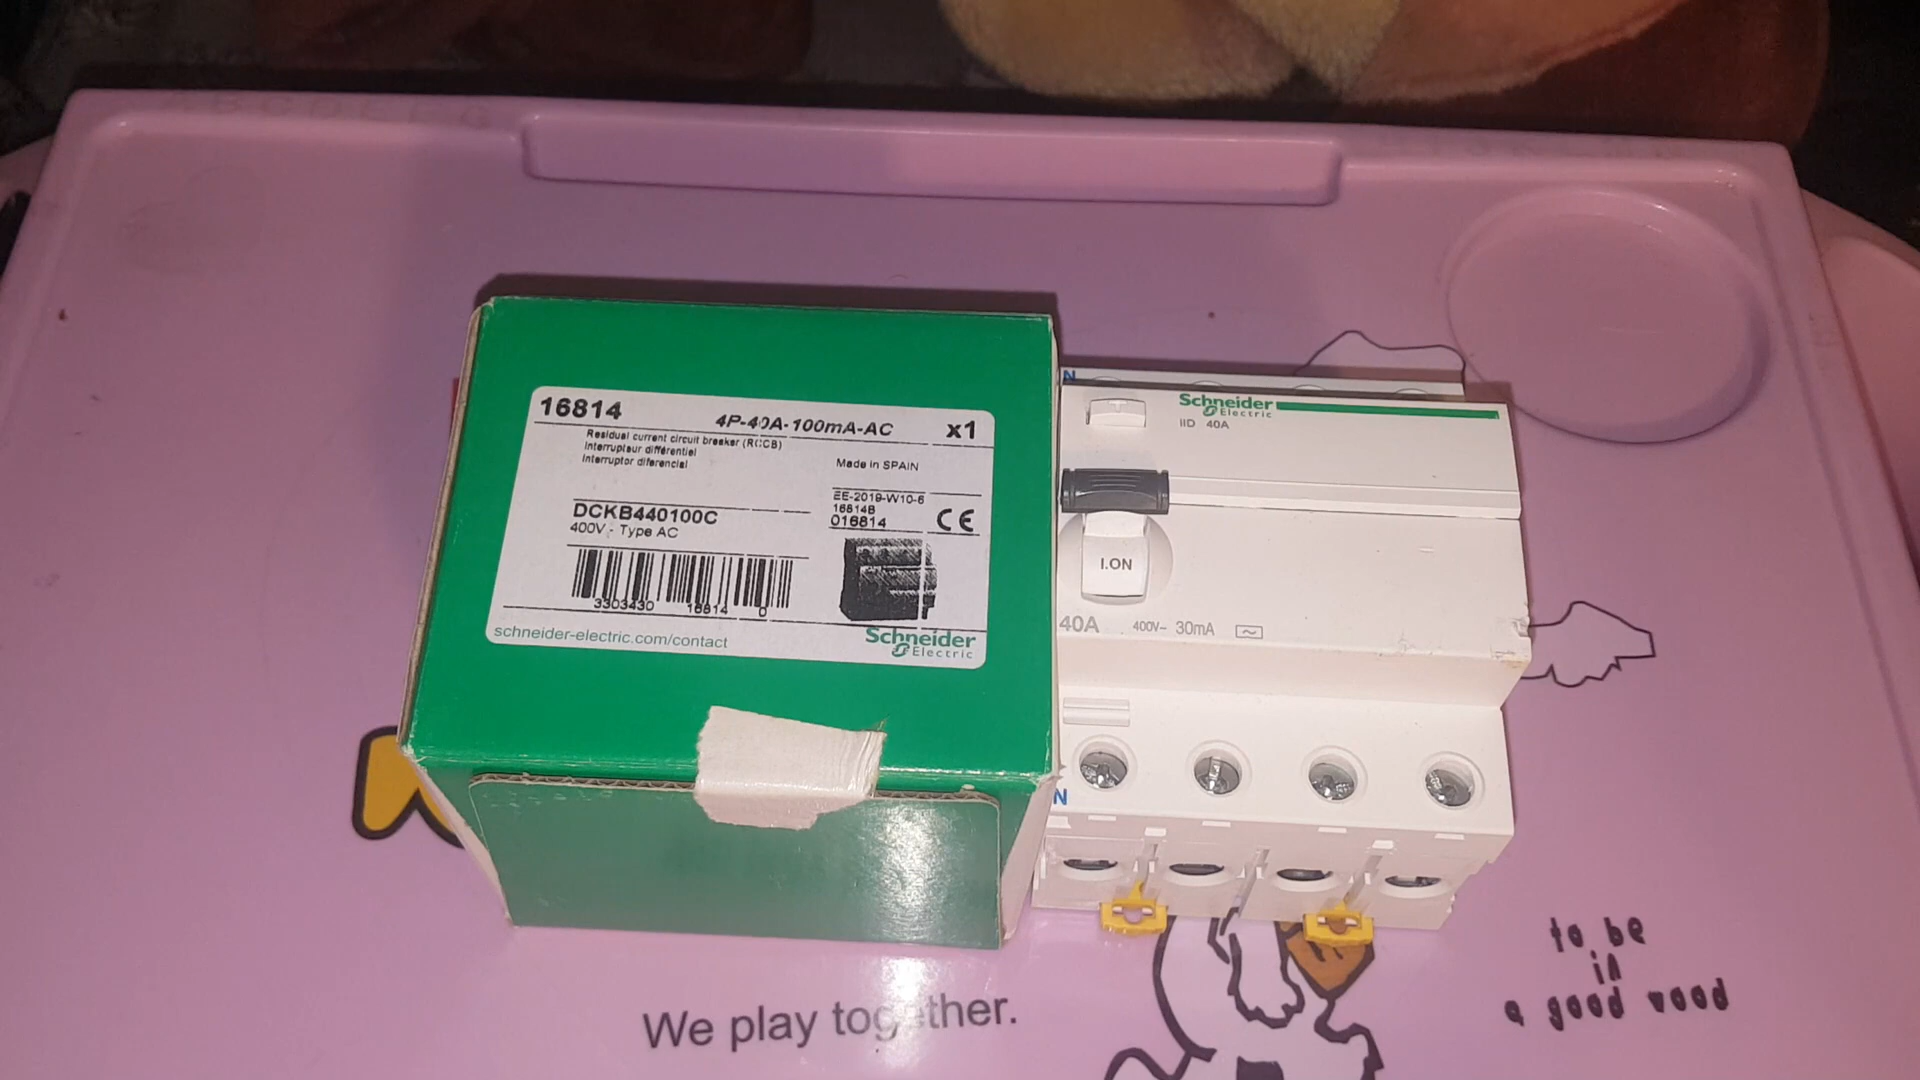 16814
4P-40A-100mA-AC
x1
Residual current circuit breaker (RCCB)
Interrupteur différentiel
Interruptor diferencial
Made in SPAIN
EE-2019-W10-6
16814B
016814
CE
DCKB440100C
400V - Type AC
3303430 16814 0
schneider-electric.com/contact
Schneider
Electric
N
Schneider
Electric
IID 40A
I.ON
40A 400V~ 30mA
N
We play together.
to be
in
a good mood